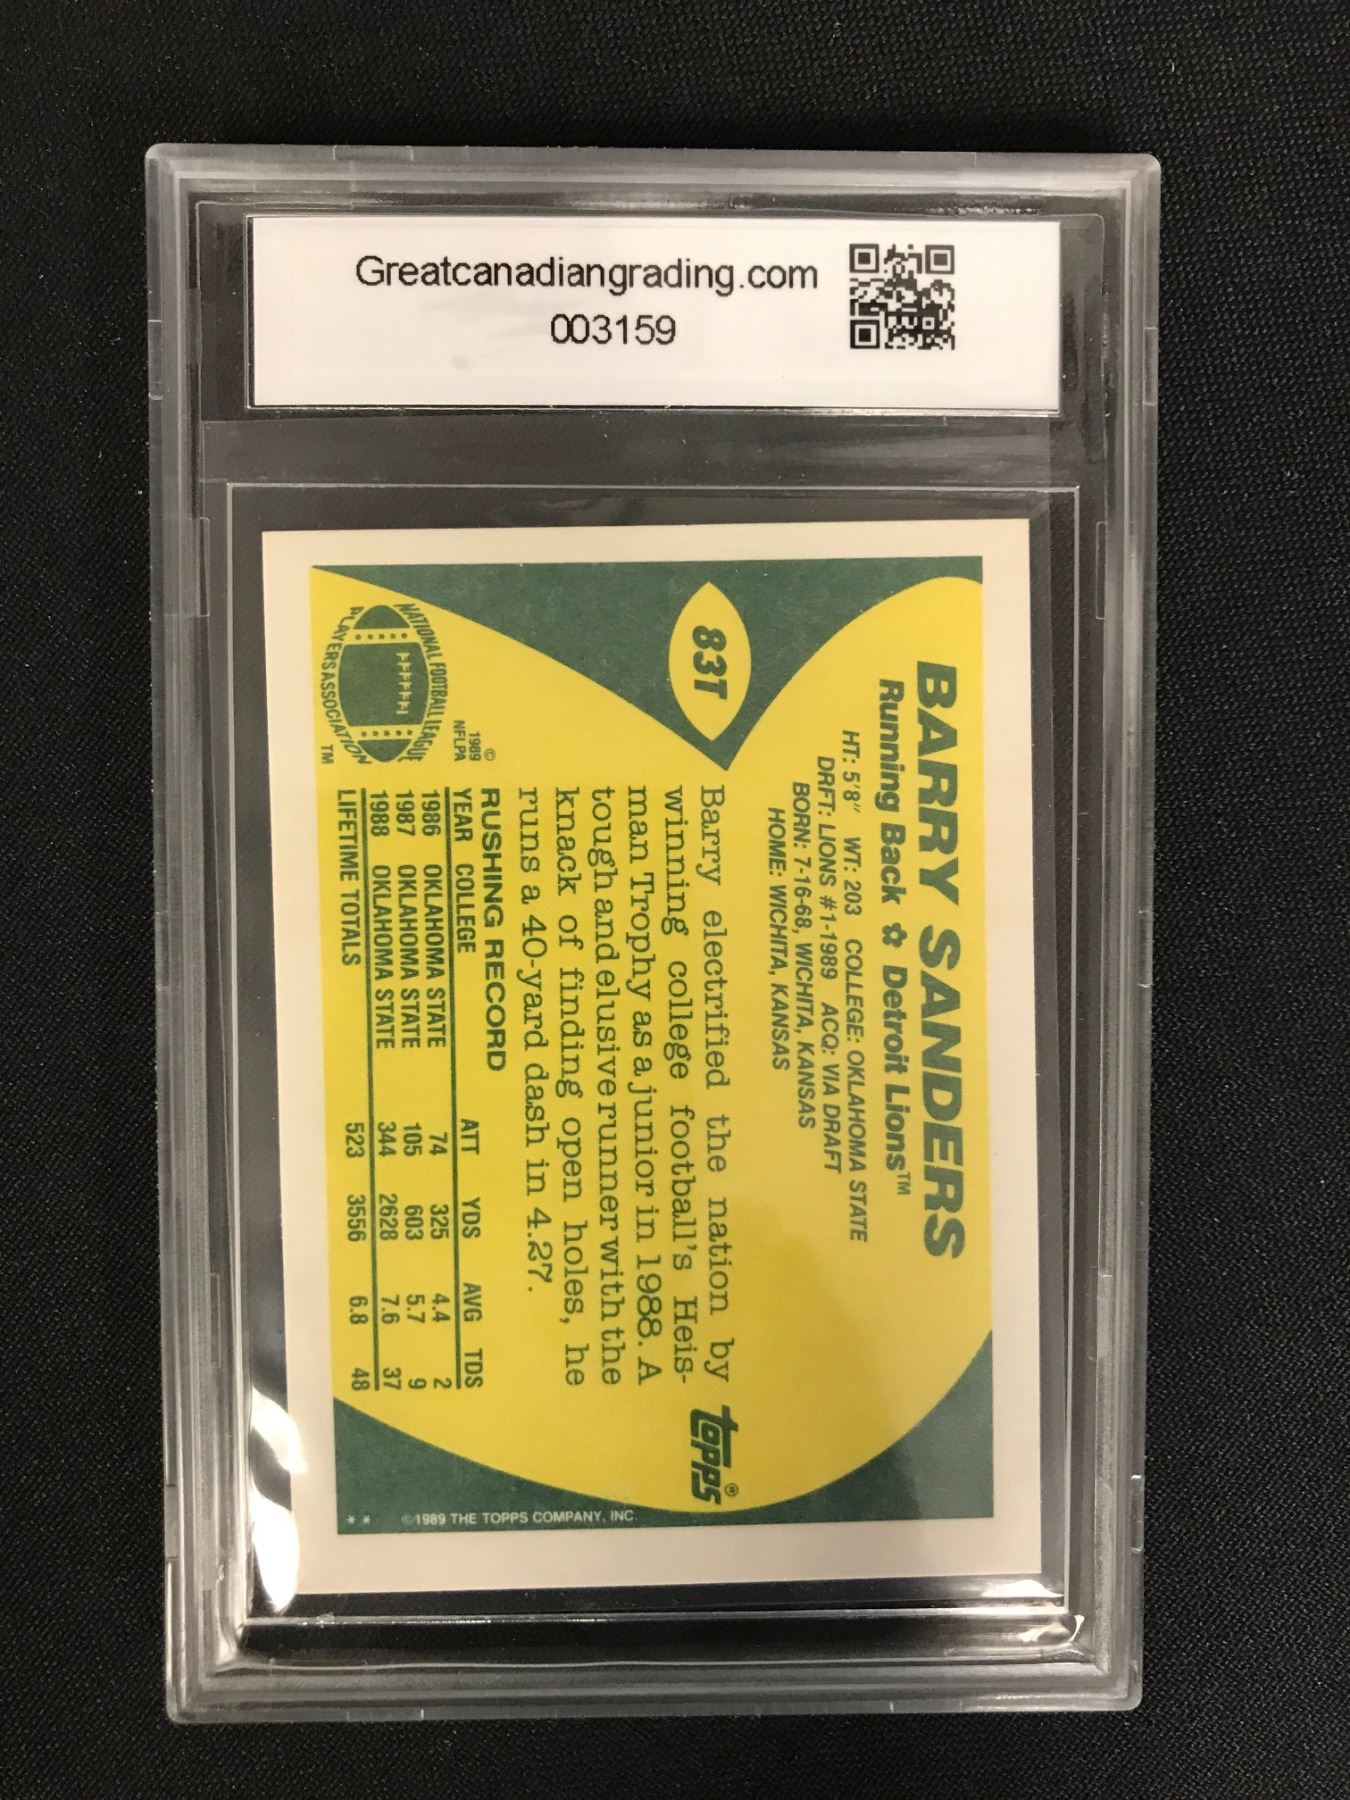 Greatcanadiangrading.com
003159
83T
BARRY SANDERS
Running Back ✿ Detroit Lions™
HT: 5'8" WT: 203 COLLEGE: OKLAHOMA STATE
DRFT: LIONS #1-1989 ACQ: VIA DRAFT
BORN: 7-16-68, WICHITA, KANSAS
HOME: WICHITA, KANSAS
Barry electrified the nation by
winning college football's Heis-
man Trophy as a junior in 1988. A
tough and elusive runner with the
knack of finding open holes, he
runs a 40-yard dash in 4.27.
topps®
RUSHING RECORD
YEAR COLLEGE ATT YDS AVG TDS
1986 OKLAHOMA STATE 74 325 4.4 2
1987 OKLAHOMA STATE 105 603 5.7 9
1988 OKLAHOMA STATE 344 2628 7.6 37
LIFETIME TOTALS 523 3556 6.8 48
©
1989
NFLPA
NATIONAL FOOTBALL LEAGUE
PLAYERS ASSOCIATION
TM
©1989 THE TOPPS COMPANY, INC.
* *